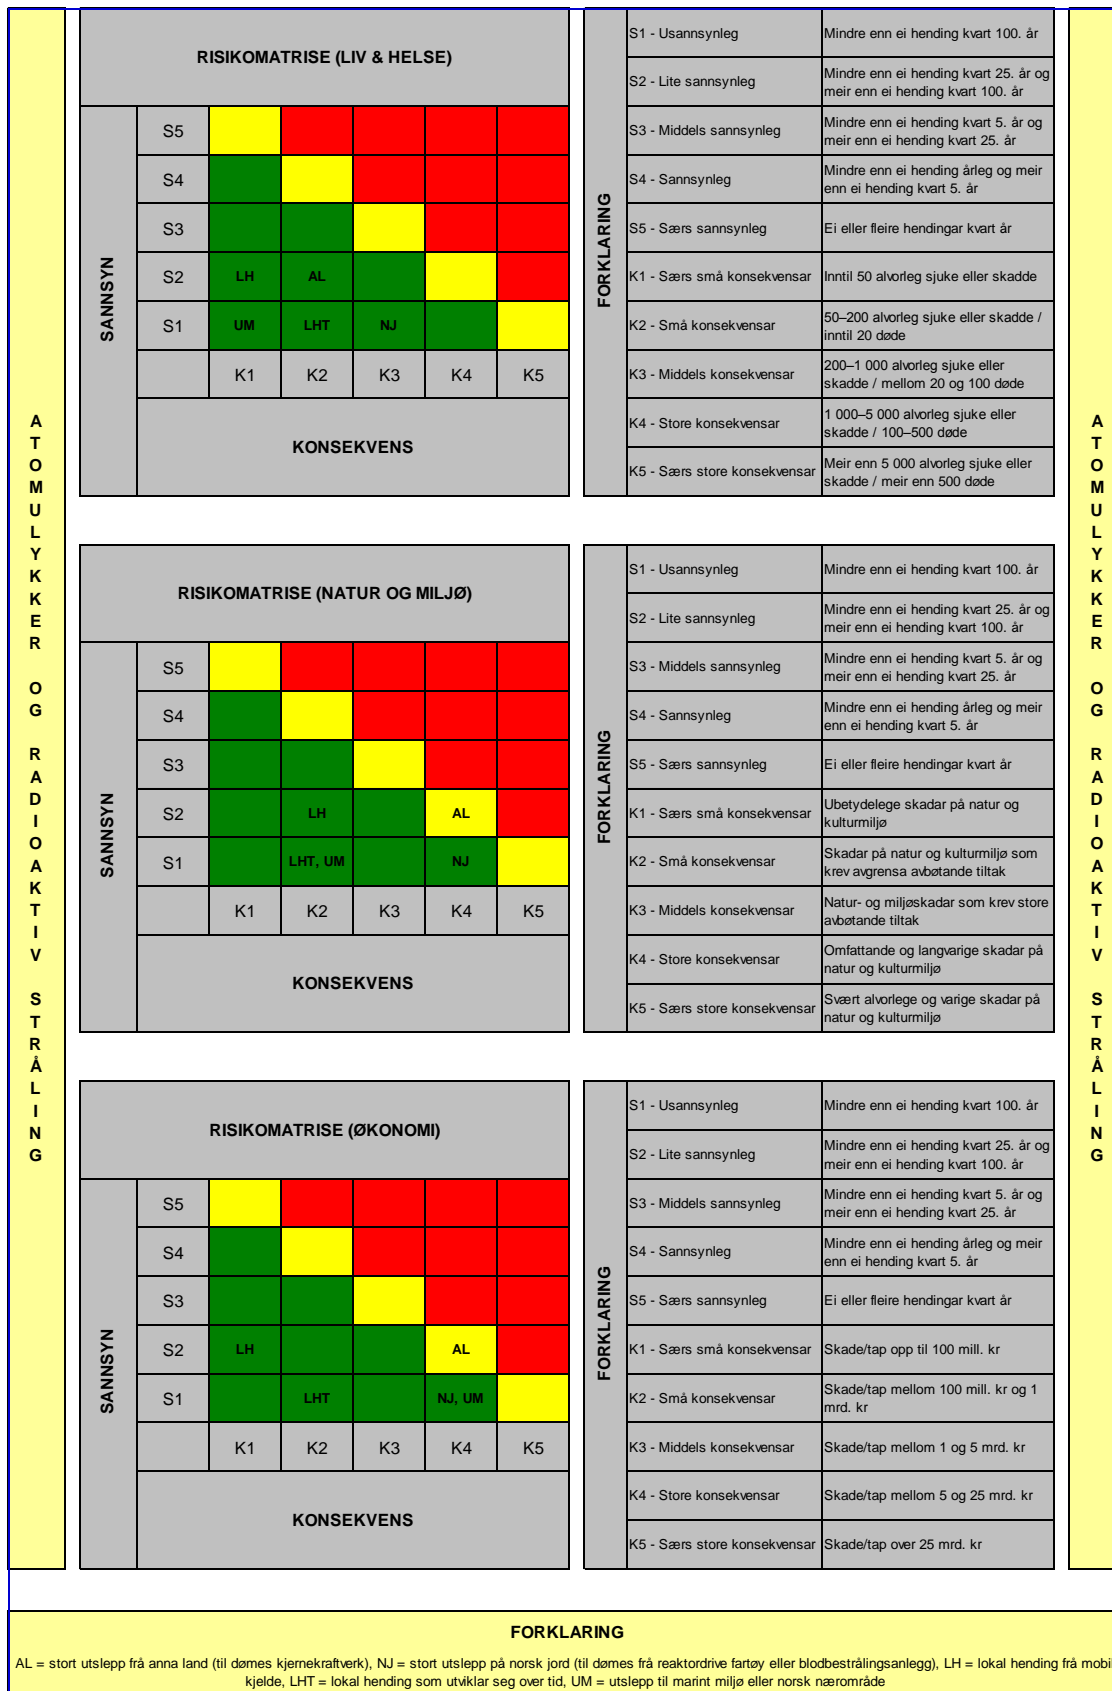 ATOMULYKKER OG RADIOAKTIV STRÅLING
RISIKOMATRISE (LIV & HELSE)
SANNSYN
S5
S4
S3
S2 LH AL
S1 UM LHT NJ
K1 K2 K3 K4 K5
KONSEKVENS
FORKLARING
S1 - Usannsynleg Mindre enn ei hending kvart 100. år
S2 - Lite sannsynleg Mindre enn ei hending kvart 25. år og
meir enn ei hending kvart 100. år
S3 - Middels sannsynleg Mindre enn ei hending kvart 5. år og
meir enn ei hending kvart 25. år
S4 - Sannsynleg Mindre enn ei hending årleg og meir
enn ei hending kvart 5. år
S5 - Særs sannsynleg Ei eller fleire hendingar kvart år
K1 - Særs små konsekvensar Inntil 50 alvorleg sjuke eller skadde
K2 - Små konsekvensar 50–200 alvorleg sjuke eller skadde /
inntil 20 døde
K3 - Middels konsekvensar 200–1 000 alvorleg sjuke eller
skadde / mellom 20 og 100 døde
K4 - Store konsekvensar 1 000–5 000 alvorleg sjuke eller
skadde / 100–500 døde
K5 - Særs store konsekvensar Meir enn 5 000 alvorleg sjuke eller
skadde / meir enn 500 døde
RISIKOMATRISE (NATUR OG MILJØ)
SANNSYN
S5
S4
S3
S2 LH AL
S1 LHT, UM NJ
K1 K2 K3 K4 K5
KONSEKVENS
FORKLARING
S1 - Usannsynleg Mindre enn ei hending kvart 100. år
S2 - Lite sannsynleg Mindre enn ei hending kvart 25. år og
meir enn ei hending kvart 100. år
S3 - Middels sannsynleg Mindre enn ei hending kvart 5. år og
meir enn ei hending kvart 25. år
S4 - Sannsynleg Mindre enn ei hending årleg og meir
enn ei hending kvart 5. år
S5 - Særs sannsynleg Ei eller fleire hendingar kvart år
K1 - Særs små konsekvensar Ubetydelege skadar på natur og
kulturmiljø
K2 - Små konsekvensar Skadar på natur og kulturmiljø som
krev avgrensa avbøtande tiltak
K3 - Middels konsekvensar Natur- og miljøskadar som krev store
avbøtande tiltak
K4 - Store konsekvensar Omfattande og langvarige skadar på
natur og kulturmiljø
K5 - Særs store konsekvensar Svært alvorlege og varige skadar på
natur og kulturmiljø
RISIKOMATRISE (ØKONOMI)
SANNSYN
S5
S4
S3
S2 LH AL
S1 LHT NJ, UM
K1 K2 K3 K4 K5
KONSEKVENS
FORKLARING
S1 - Usannsynleg Mindre enn ei hending kvart 100. år
S2 - Lite sannsynleg Mindre enn ei hending kvart 25. år og
meir enn ei hending kvart 100. år
S3 - Middels sannsynleg Mindre enn ei hending kvart 5. år og
meir enn ei hending kvart 25. år
S4 - Sannsynleg Mindre enn ei hending årleg og meir
enn ei hending kvart 5. år
S5 - Særs sannsynleg Ei eller fleire hendingar kvart år
K1 - Særs små konsekvensar Skade/tap opp til 100 mill. kr
K2 - Små konsekvensar Skade/tap mellom 100 mill. kr og 1
mrd. kr
K3 - Middels konsekvensar Skade/tap mellom 1 og 5 mrd. kr
K4 - Store konsekvensar Skade/tap mellom 5 og 25 mrd. kr
K5 - Særs store konsekvensar Skade/tap over 25 mrd. kr
ATOMULYKKER OG RADIOAKTIV STRÅLING
FORKLARING
AL = stort utslepp frå anna land (til dømes kjernekraftverk), NJ = stort utslepp på norsk jord (til dømes frå reaktordrive fartøy eller blodbestrålingsanlegg), LH = lokal hending frå mobil
kjelde, LHT = lokal hending som utviklar seg over tid, UM = utslepp til marint miljø eller norsk nærområde